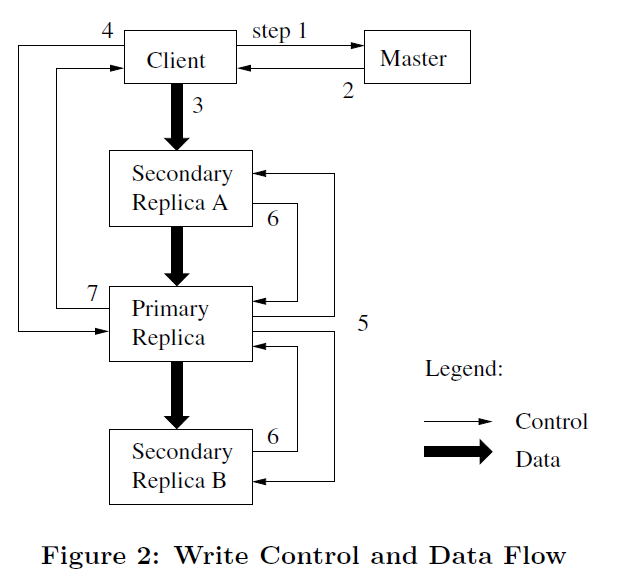 4
step 1
Client
Master
2
3
Secondary
Replica A
6
7
Primary
Replica
5
Legend:
Control
6
Secondary
Replica B
Data
Figure 2: Write Control and Data Flow